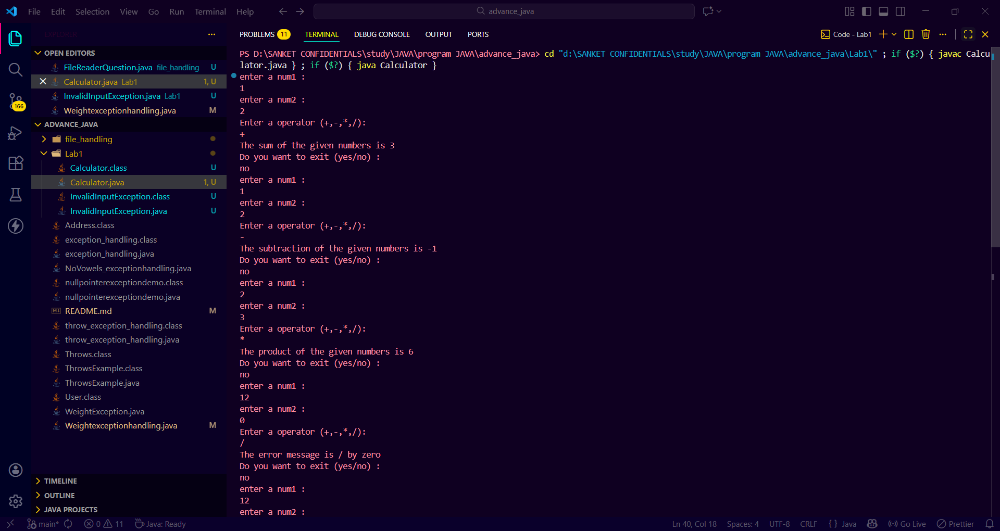 File Edit Selection View Go Run Terminal Help
advance_java
EXPLORER
OPEN EDITORS
FileReaderQuestion.java file_handling U
Calculator.java Lab1 1, U
InvalidInputException.java Lab1 U
Weightexceptionhandling.java M
ADVANCE_JAVA
file_handling
Lab1
Calculator.class U
Calculator.java 1, U
InvalidInputException.class U
InvalidInputException.java U
Address.class
exception_handling.class
exception_handling.java
NoVowels_exceptionhandling.java
nullpointerexceptiondemo.class
nullpointerexceptiondemo.java
README.md M
throw_exception_handling.class
throw_exception_handling.java
Throws.class
ThrowsExample.class
ThrowsExample.java
User.class
WeightException.java
Weightexceptionhandling.java M
TIMELINE
OUTLINE
JAVA PROJECTS
166
PROBLEMS 11 TERMINAL DEBUG CONSOLE OUTPUT PORTS
Code - Lab1
PS D:\SANKET CONFIDENTIALS\study\JAVA\program JAVA\advance_java> cd "d:\SANKET CONFIDENTIALS\study\JAVA\program JAVA\advance_java\Lab1\" ; if ($?) { javac Calcu
lator.java } ; if ($?) { java Calculator }
enter a num1 :
1
enter a num2 :
2
Enter a operator (+,-,*,/):
+
The sum of the given numbers is 3
Do you want to exit (yes/no) :
no
enter a num1 :
1
enter a num2 :
2
Enter a operator (+,-,*,/):
-
The subtraction of the given numbers is -1
Do you want to exit (yes/no) :
no
enter a num1 :
2
enter a num2 :
3
Enter a operator (+,-,*,/):
*
The product of the given numbers is 6
Do you want to exit (yes/no) :
no
enter a num1 :
12
enter a num2 :
0
Enter a operator (+,-,*,/):
/
The error message is / by zero
Do you want to exit (yes/no) :
no
enter a num1 :
12
enter a num2 :
main* 0 11 Java: Ready
Ln 40, Col 18 Spaces: 4 UTF-8 CRLF { } Java Go Live Prettier